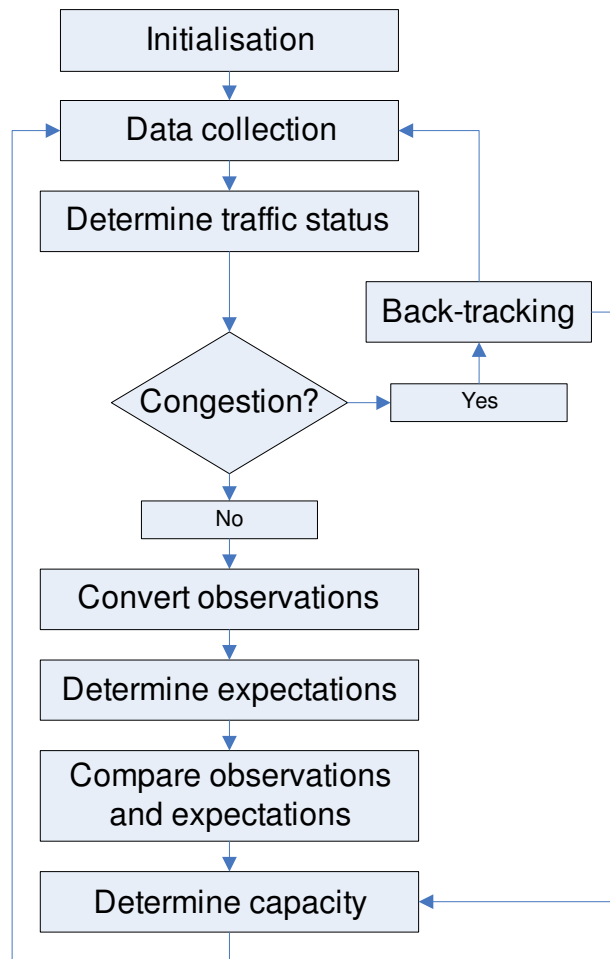 Initialisation
Data collection
Determine traffic status
Back-tracking
Congestion?
Yes
No
Convert observations
Determine expectations
Compare observations
and expectations
Determine capacity